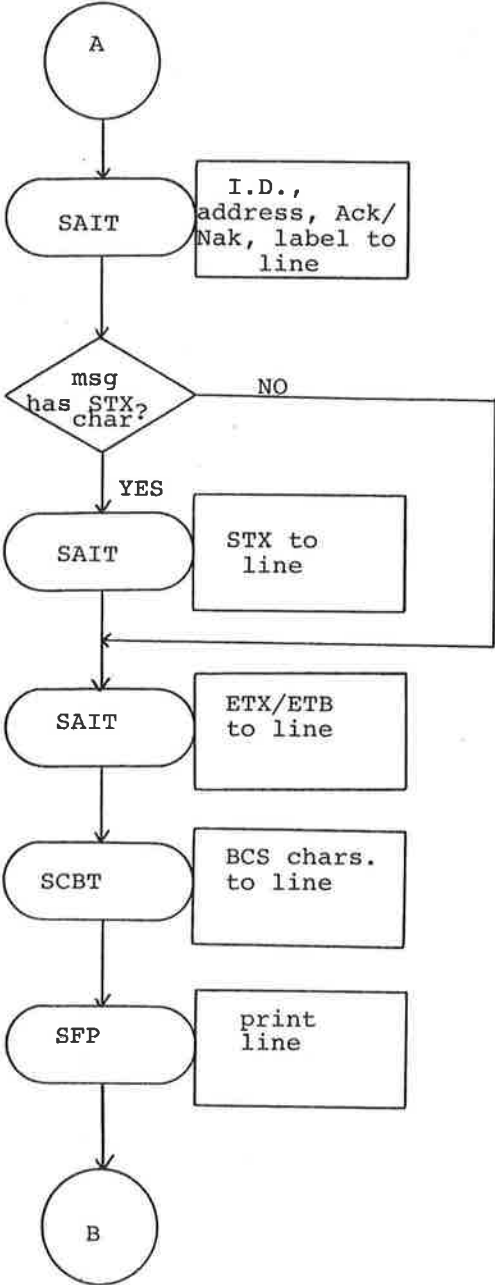 A
SAIT
I.D.,
address, Ack/
Nak, label to
line
msg
has STX
char?
NO
YES
SAIT
STX to
line
SAIT
ETX/ETB
to line
SCBT
BCS chars.
to line
SFP
print
line
B